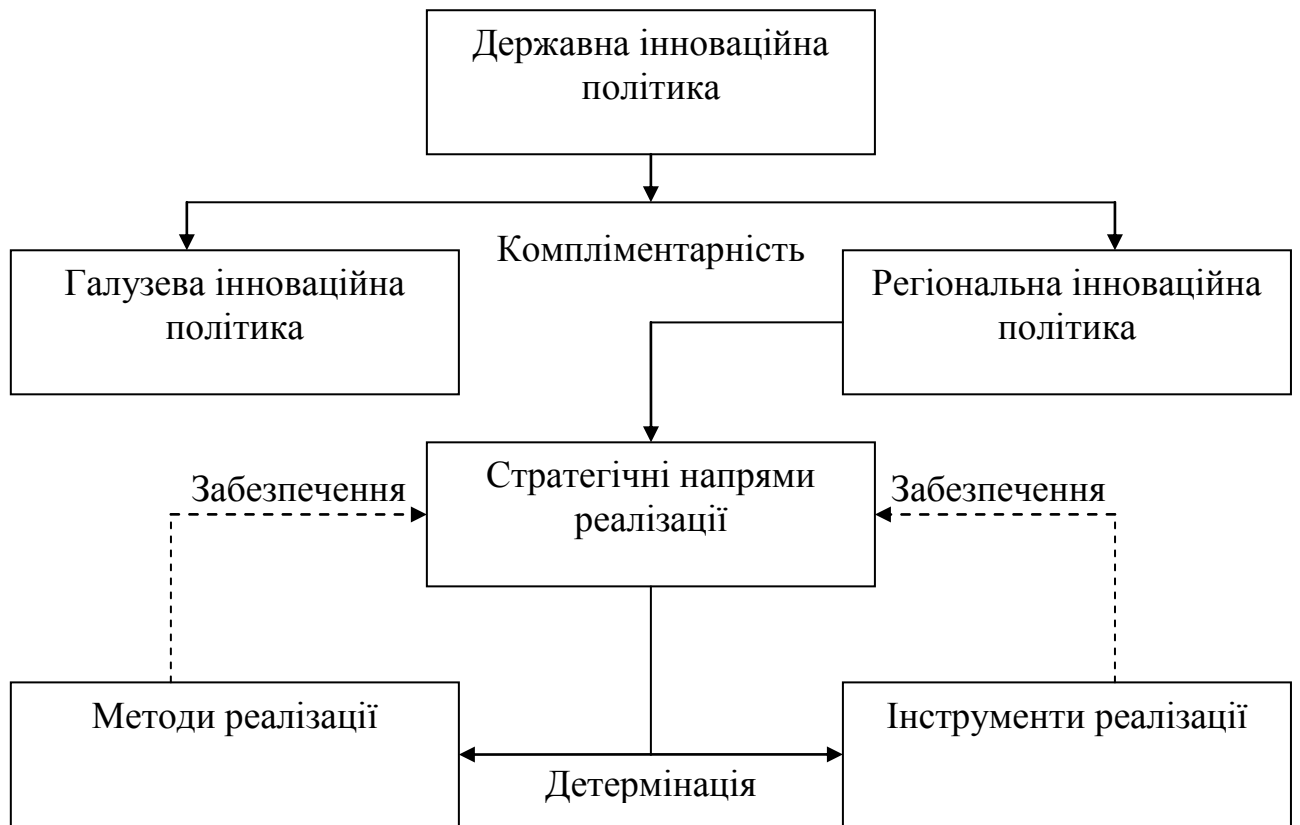 Державна інноваційна
політика
Компліментарність
Галузева інноваційна
політика
Регіональна інноваційна
політика
Забезпечення
Стратегічні напрями
реалізації
Забезпечення
Методи реалізації
Інструменти реалізації
Детермінація